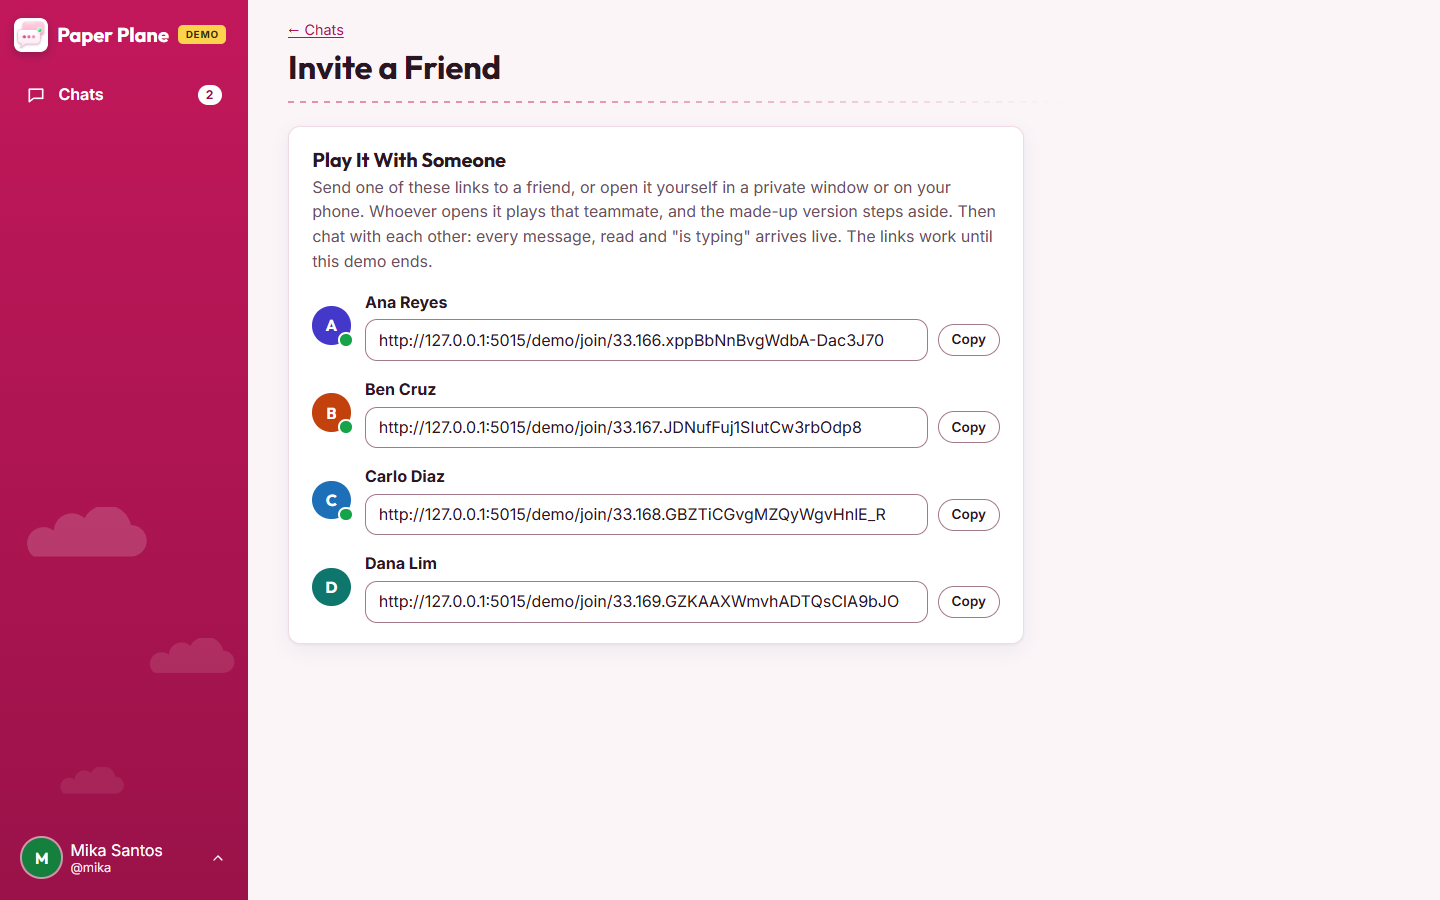 Paper Plane DEMO
Chats 2
← Chats
Invite a Friend
Play It With Someone
Send one of these links to a friend, or open it yourself in a private window or on your
phone. Whoever opens it plays that teammate, and the made-up version steps aside. Then
chat with each other: every message, read and "is typing" arrives live. The links work until
this demo ends.
Ana Reyes
A
http://127.0.0.1:5015/demo/join/33.166.xppBbNnBvgWdbA-Dac3J70 Copy
Ben Cruz
B
http://127.0.0.1:5015/demo/join/33.167.JDNufFuj1SIutCw3rbOdp8 Copy
Carlo Diaz
C
http://127.0.0.1:5015/demo/join/33.168.GBZTiCGvgMZQyWgvHnIE_R Copy
Dana Lim
D
http://127.0.0.1:5015/demo/join/33.169.GZKAAXWmvhADTQsCIA9bJO Copy
M
Mika Santos
@mika